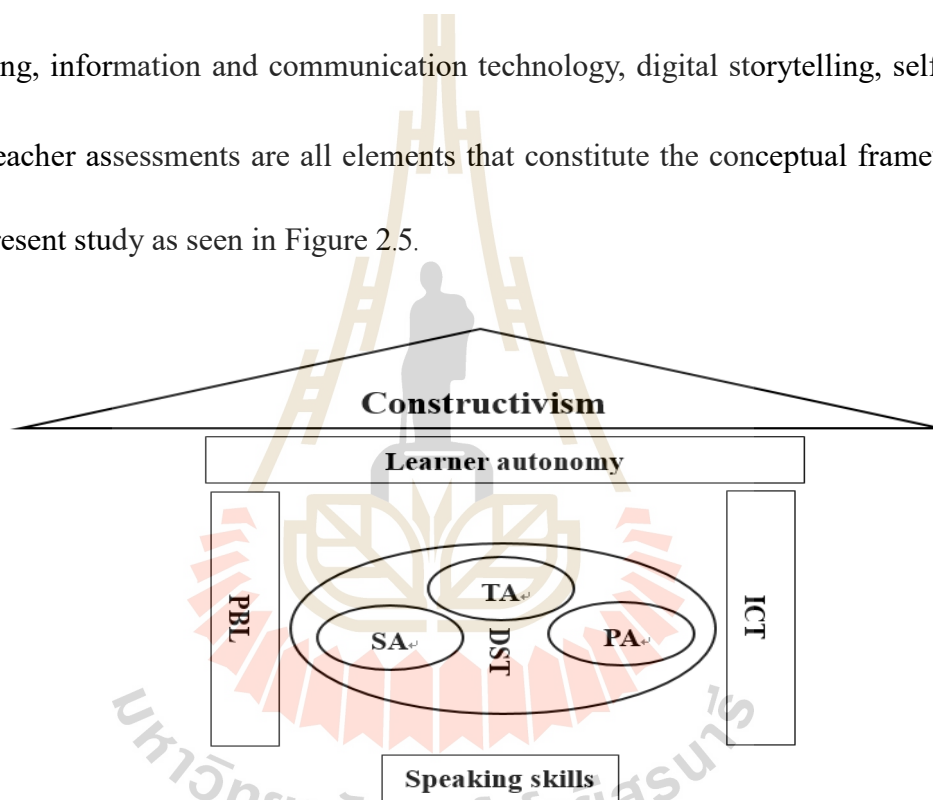 ng, information and communication technology, digital storytelling, self
eacher assessments are all elements that constitute the conceptual frame
resent study as seen in Figure 2.5.
Constructivism
Learner autonomy
PBL
TA
ICT
SA
DST
PA
Speaking skills